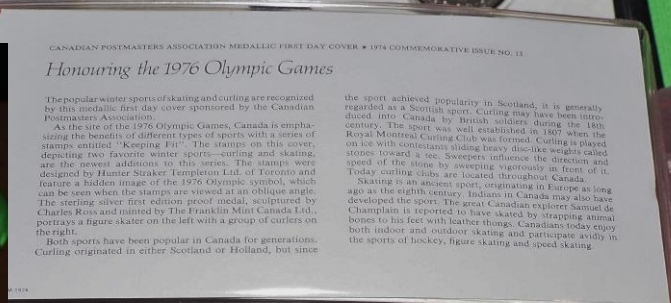 CANADIAN POSTMASTERS ASSOCIATION MEDALLIC FIRST DAY COVER ★ 1974 COMMEMORATIVE ISSUE NO. 13
Honouring the 1976 Olympic Games
The popular winter sports of skating and curling are recognized
by this medallic first day cover sponsored by the Canadian
Postmasters Association.
As the site of the 1976 Olympic Games, Canada is empha-
sizing the benefits of different types of sports with a series of
stamps entitled "Keeping Fit". The stamps on this cover,
depicting two favorite winter sports—curling and skating,
are the newest additions to this series. The stamps were
designed by Hunter Straker Templeton Ltd. of Toronto and
feature a hidden image of the 1976 Olympic symbol, which
can be seen when the stamps are viewed at an oblique angle.
The sterling silver first edition proof medal, sculptured by
Charles Ross and minted by The Franklin Mint Canada Ltd.,
portrays a figure skater on the left with a group of curlers on
the right.
Both sports have been popular in Canada for generations.
Curling originated in either Scotland or Holland, but since
the sport achieved popularity in Scotland, it is generally
regarded as a Scottish sport. Curling may have been intro-
duced into Canada by British soldiers during the 18th
century. The sport was well established in 1807 when the
Royal Montreal Curling Club was formed. Curling is played
on ice with contestants sliding heavy disc-like weights called
stones toward a tee. Sweepers influence the direction and
speed of the stone by sweeping vigorously in front of it.
Today curling clubs are located throughout Canada.
Skating is an ancient sport, originating in Europe as long
ago as the eighth century. Indians in Canada may also have
developed the sport. The great Canadian explorer Samuel de
Champlain is reported to have skated by strapping animal
bones to his feet with leather thongs. Canadians today enjoy
both indoor and outdoor skating and participate avidly in
the sports of hockey, figure skating and speed skating.